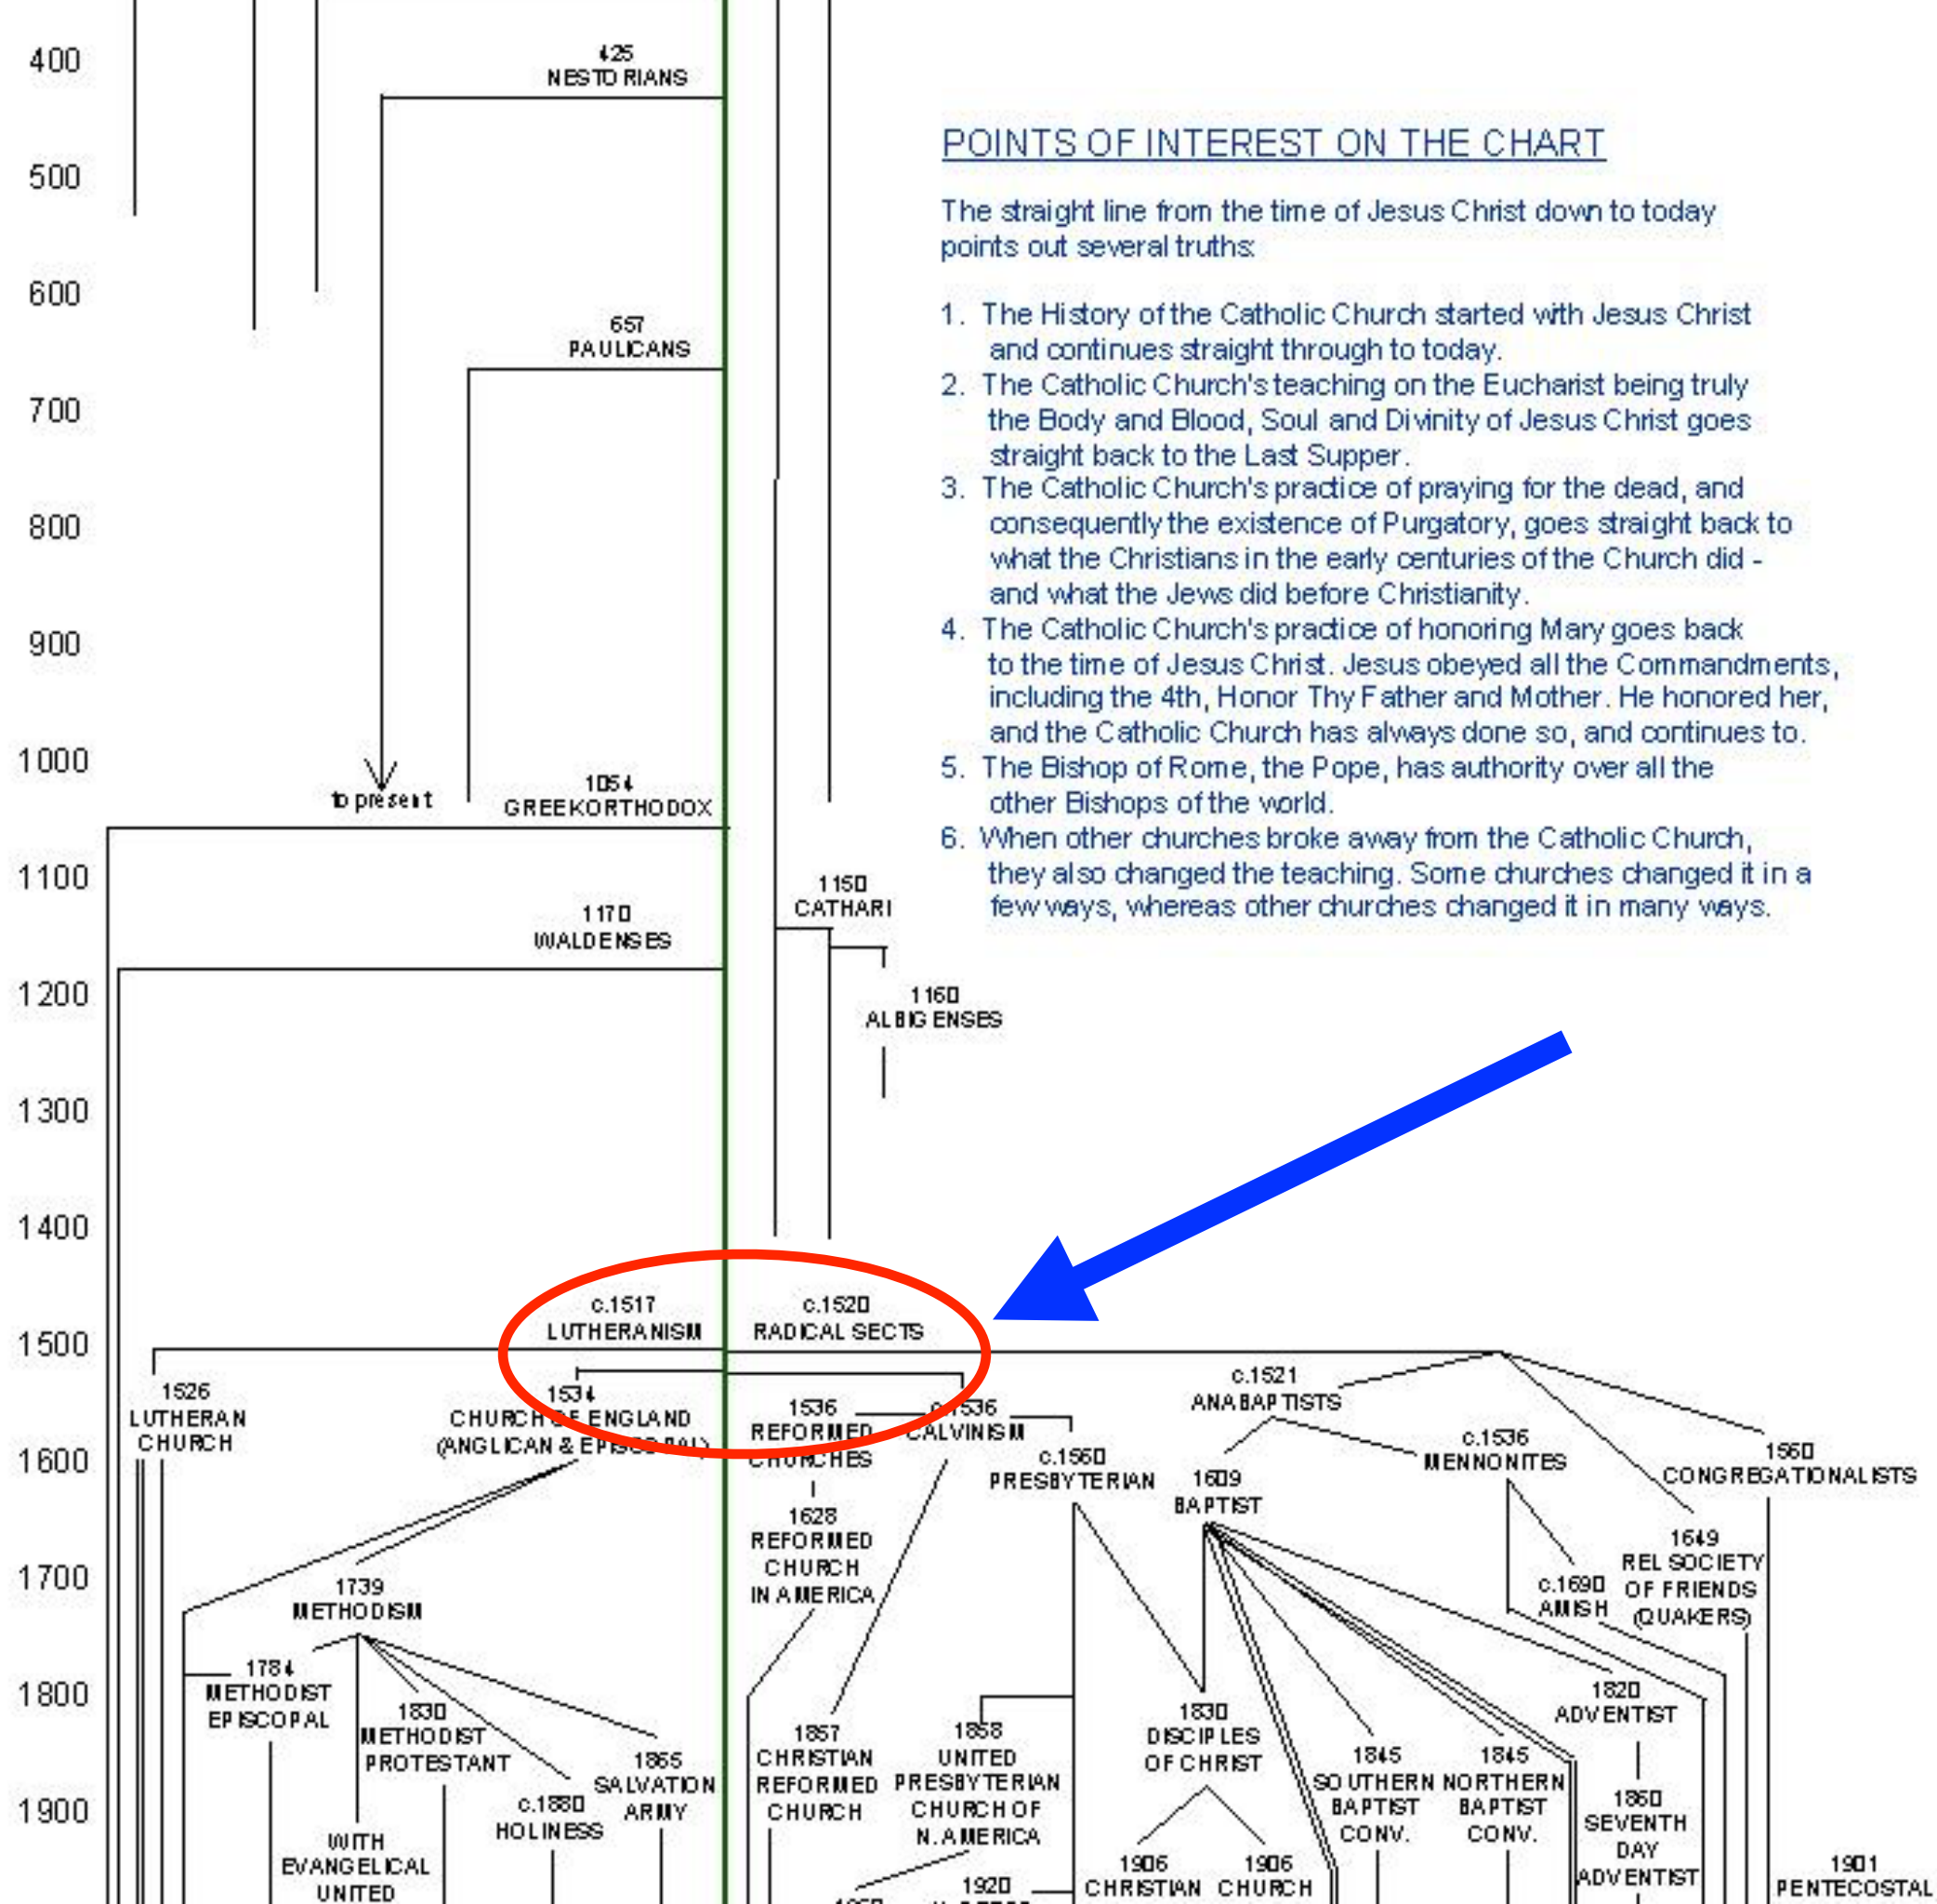 400
500
600
700
800
900
1000
1100
1200
1300
1400
1500
1600
1700
1800
1900
425
NESTORIANS
657
PAULICANS
to present
1054
GREEK ORTHODOX
1170
WALDENSES
1150
CATHARI
1160
ALBIGENSES
POINTS OF INTEREST ON THE CHART
The straight line from the time of Jesus Christ down to today
points out several truths:
1. The History of the Catholic Church started with Jesus Christ
and continues straight through to today.
2. The Catholic Church's teaching on the Eucharist being truly
the Body and Blood, Soul and Divinity of Jesus Christ goes
straight back to the Last Supper.
3. The Catholic Church's practice of praying for the dead, and
consequently the existence of Purgatory, goes straight back to
what the Christians in the early centuries of the Church did -
and what the Jews did before Christianity.
4. The Catholic Church's practice of honoring Mary goes back
to the time of Jesus Christ. Jesus obeyed all the Commandments,
including the 4th, Honor Thy Father and Mother. He honored her,
and the Catholic Church has always done so, and continues to.
5. The Bishop of Rome, the Pope, has authority over all the
other Bishops of the world.
6. When other churches broke away from the Catholic Church,
they also changed the teaching. Some churches changed it in a
few ways, whereas other churches changed it in many ways.
c.1517
LUTHERANISM
c.1520
RADICAL SECTS
1526
LUTHERAN
CHURCH
1534
CHURCH OF ENGLAND
(ANGLICAN & EPISCOPAL)
1536
REFORMED
CHURCHES
c.1536
CALVINISM
c.1560
PRESBYTERIAN
c.1521
ANABAPTISTS
c.1536
MENNONITES
1560
CONGREGATIONALISTS
1609
BAPTIST
1628
REFORMED
CHURCH
IN AMERICA
1649
REL SOCIETY
OF FRIENDS
(QUAKERS)
c.1690
AMISH
1739
METHODISM
1784
METHODIST
EPISCOPAL
1830
METHODIST
PROTESTANT
1865
SALVATION
ARMY
c.1880
HOLINESS
WITH
EVANGELICAL
UNITED
1857
CHRISTIAN
REFORMED
CHURCH
1858
UNITED
PRESBYTERIAN
CHURCH OF
N. AMERICA
1920
1830
DISCIPLES
OF CHRIST
1906
CHRISTIAN
1906
CHURCH
1845
SOUTHERN
BAPTIST
CONV.
1845
NORTHERN
BAPTIST
CONV.
1820
ADVENTIST
1860
SEVENTH
DAY
ADVENTIST
1901
PENTECOSTAL